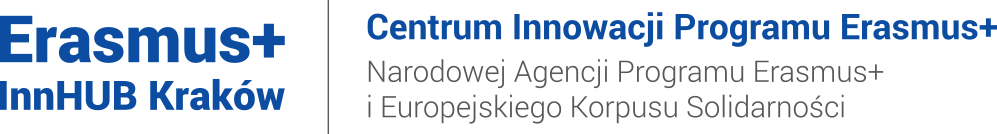 Erasmus+
InnHUB Kraków
Centrum Innowacji Programu Erasmus+
Narodowej Agencji Programu Erasmus+
i Europejskiego Korpusu Solidarności